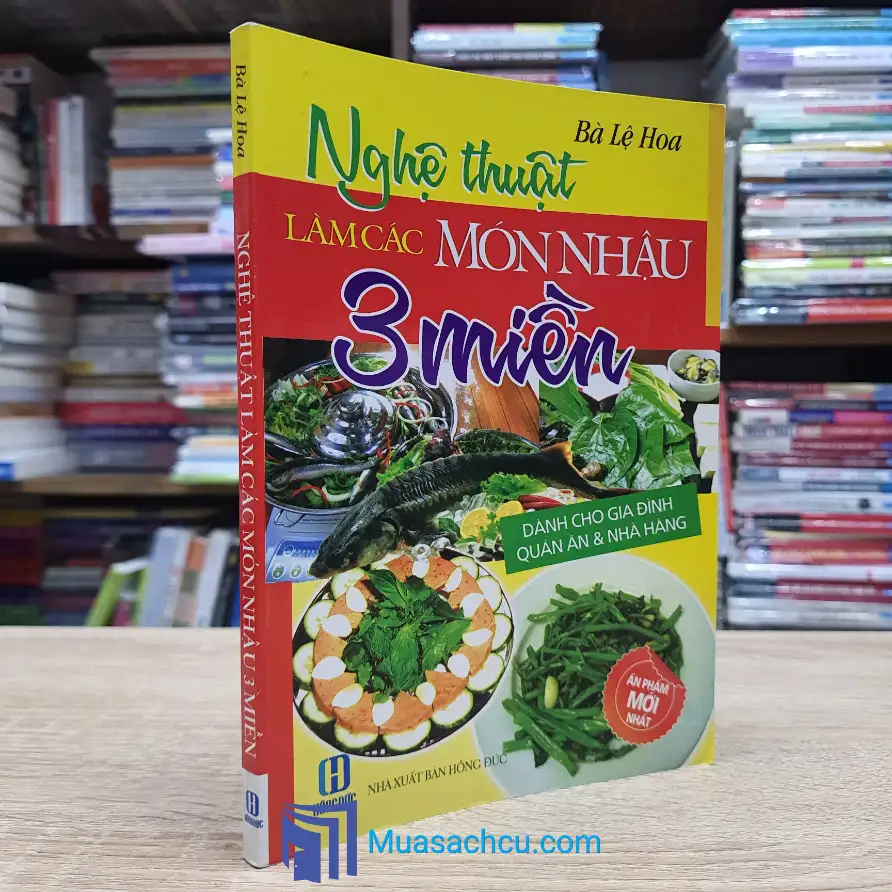 Bà Lệ Hoa
NGHỆ THUẬT LÀM CÁC MÓN NHẬU 3 MIỀN
Bà Lệ Hoa
Nghệ thuật
LÀM CÁC MÓN NHẬU
3 miền
DÀNH CHO GIA ĐÌNH
QUÁN ĂN & NHÀ HÀNG
ẤN PHẨM
MỚI
NHẤT
NHÀ XUẤT BẢN HỒNG ĐỨC
Muasachcu.com